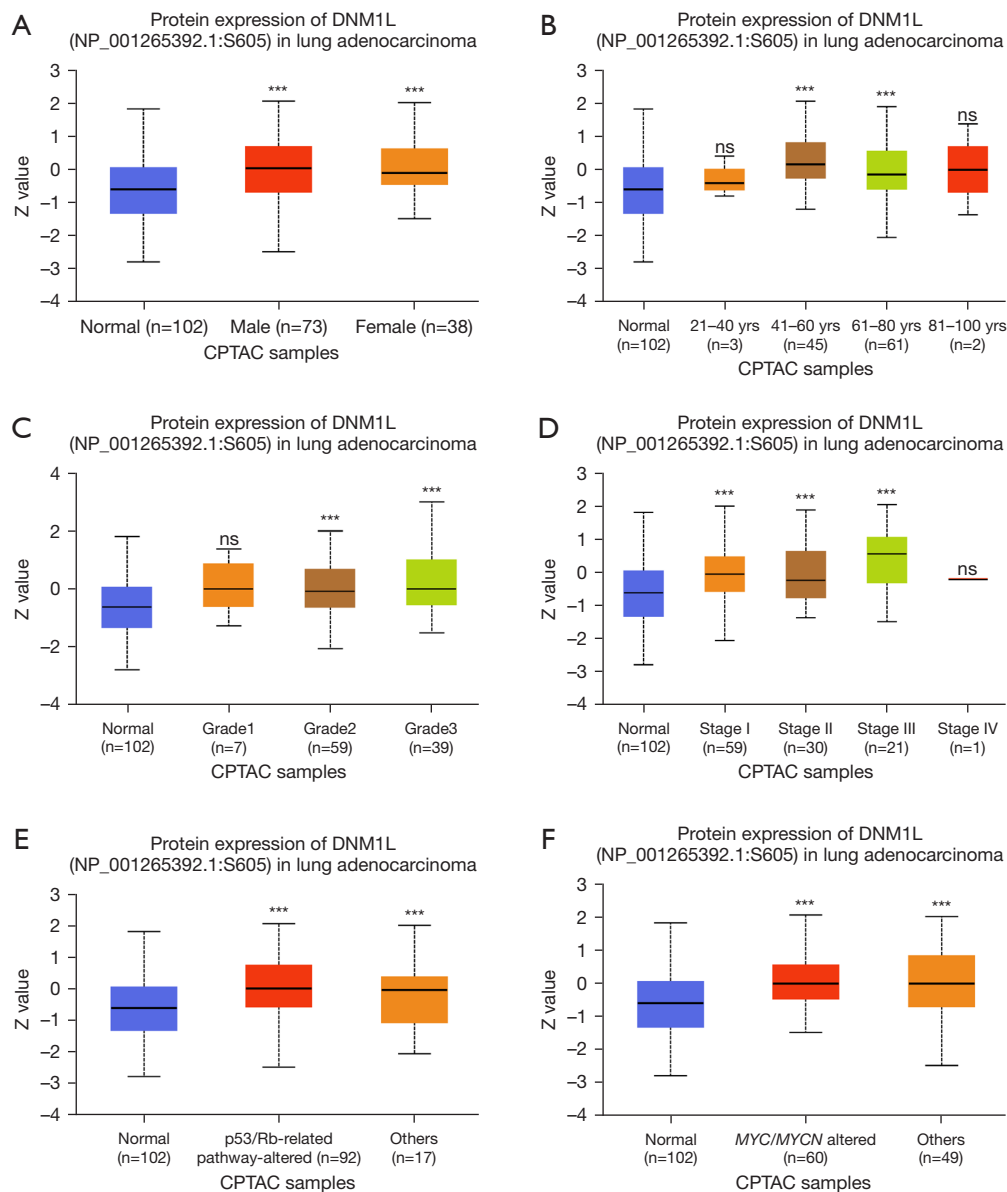 A
Protein expression of DNM1L
(NP_001265392.1:S605) in lung adenocarcinoma
3
2
1
0
–1
–2
–3
–4
Z value
***
***
Normal (n=102)
Male (n=73)
Female (n=38)
CPTAC samples
B
Protein expression of DNM1L
(NP_001265392.1:S605) in lung adenocarcinoma
3
2
1
0
–1
–2
–3
–4
Z value
ns
***
***
ns
Normal
(n=102)
21–40 yrs
(n=3)
41–60 yrs
(n=45)
61–80 yrs
(n=61)
81–100 yrs
(n=2)
CPTAC samples
C
Protein expression of DNM1L
(NP_001265392.1:S605) in lung adenocarcinoma
4
2
0
–2
–4
Z value
ns
***
***
Normal
(n=102)
Grade1
(n=7)
Grade2
(n=59)
Grade3
(n=39)
CPTAC samples
D
Protein expression of DNM1L
(NP_001265392.1:S605) in lung adenocarcinoma
3
2
1
0
–1
–2
–3
–4
Z value
***
***
***
ns
Normal
(n=102)
Stage I
(n=59)
Stage II
(n=30)
Stage III
(n=21)
Stage IV
(n=1)
CPTAC samples
E
Protein expression of DNM1L
(NP_001265392.1:S605) in lung adenocarcinoma
3
2
1
0
–1
–2
–3
–4
Z value
***
***
Normal
(n=102)
p53/Rb-related
pathway-altered (n=92)
Others
(n=17)
CPTAC samples
F
Protein expression of DNM1L
(NP_001265392.1:S605) in lung adenocarcinoma
3
2
1
0
–1
–2
–3
–4
Z value
***
***
Normal
(n=102)
MYC/MYCN altered
(n=60)
Others
(n=49)
CPTAC samples